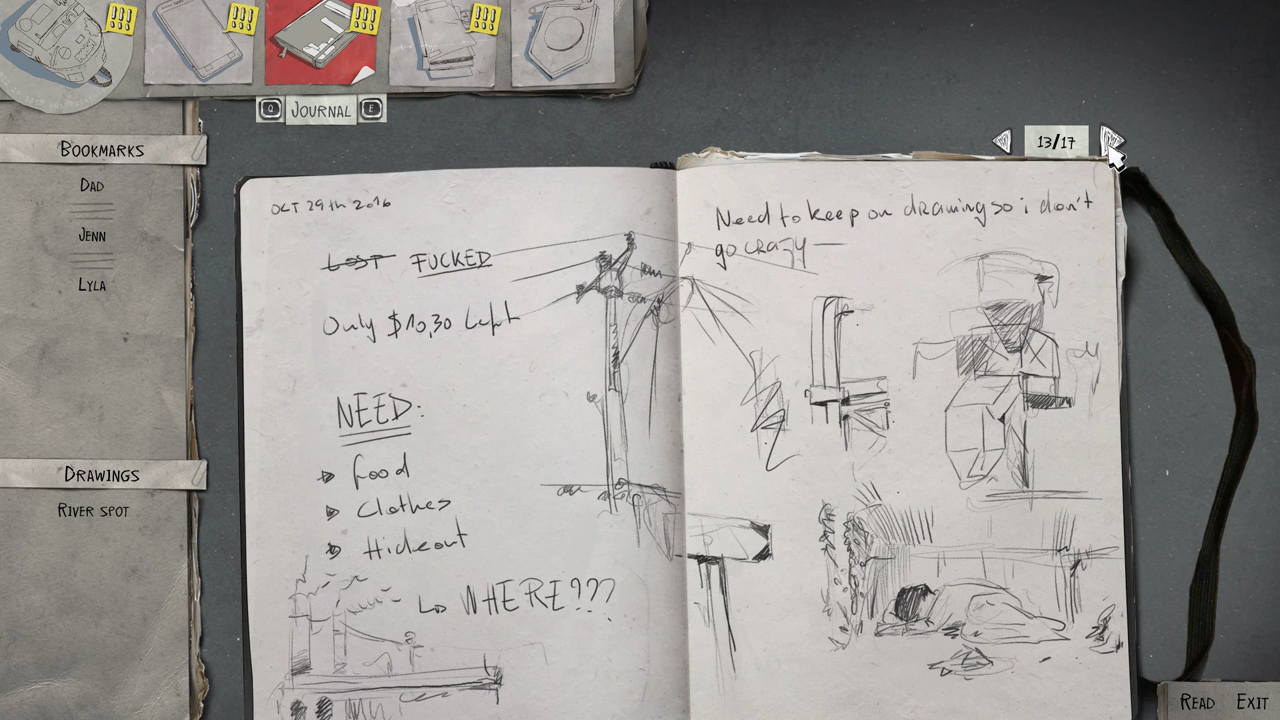 Q
JOURNAL
E
BOOKMARKS
DAD
JENN
LYLA
DRAWINGS
RIVER SPOT
13/17
OCT 29th 2016
LOST FUCKED
Only $10,30 Left
NEED:
food
Clothes
Hideout
WHERE???
Need to keep on drawing so i don't
go crazy —
READ
EXIT